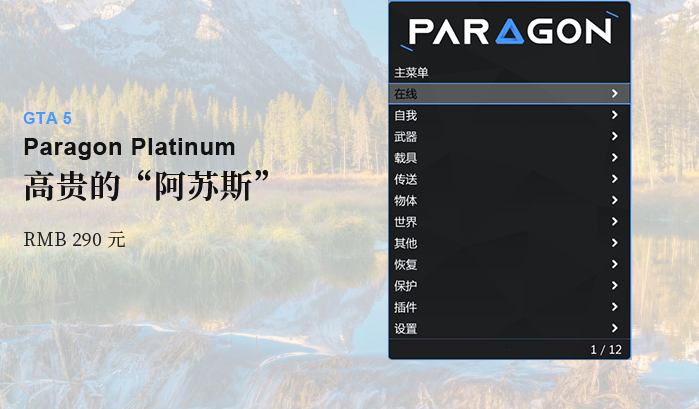 GTA 5
Paragon Platinum
高贵的“阿苏斯”
RMB 290 元
PARAGON
主菜单
在线
自我
武器
载具
传送
物体
世界
其他
恢复
保护
插件
设置
1 / 12